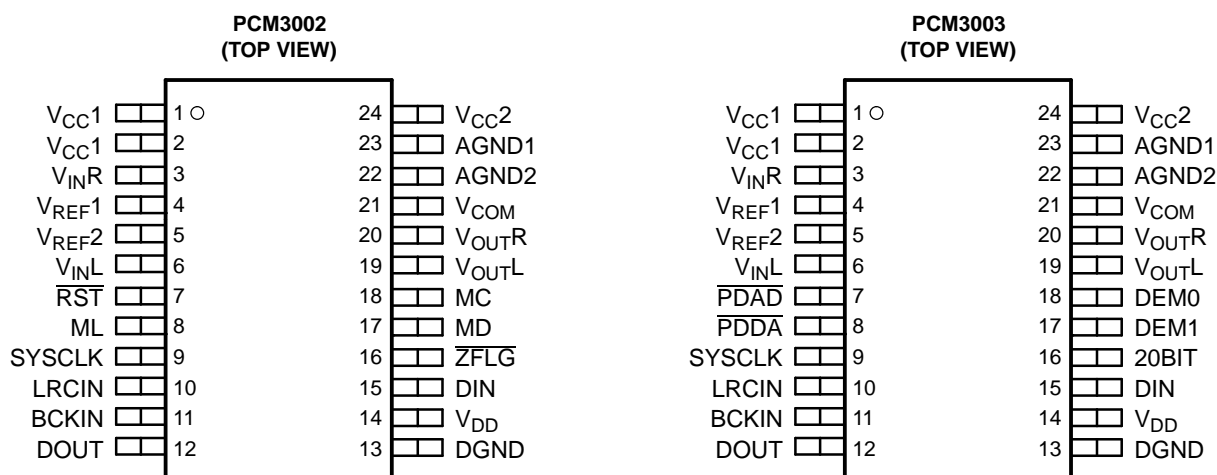 PCM3002
(TOP VIEW)
VCC1 1 24 VCC2
VCC1 2 23 AGND1
VINR 3 22 AGND2
VREF1 4 21 VCOM
VREF2 5 20 VOUTR
VINL 6 19 VOUTL
RST 7 18 MC
ML 8 17 MD
SYSCLK 9 16 ZFLG
LRCIN 10 15 DIN
BCKIN 11 14 VDD
DOUT 12 13 DGND
PCM3003
(TOP VIEW)
VCC1 1 24 VCC2
VCC1 2 23 AGND1
VINR 3 22 AGND2
VREF1 4 21 VCOM
VREF2 5 20 VOUTR
VINL 6 19 VOUTL
PDAD 7 18 DEM0
PDDA 8 17 DEM1
SYSCLK 9 16 20BIT
LRCIN 10 15 DIN
BCKIN 11 14 VDD
DOUT 12 13 DGND